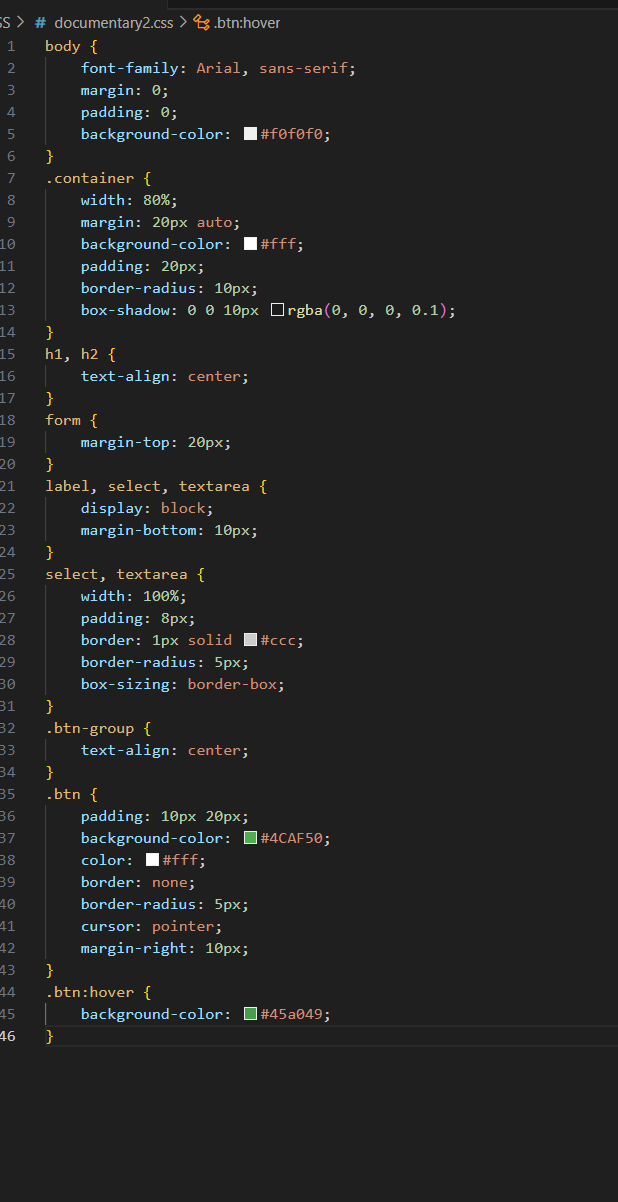 SS > # documentary2.css > .btn:hover
1 body {
2     font-family: Arial, sans-serif;
3     margin: 0;
4     padding: 0;
5     background-color: #f0f0f0;
6 }
7 .container {
8     width: 80%;
9     margin: 20px auto;
10     background-color: #fff;
11     padding: 20px;
12     border-radius: 10px;
13     box-shadow: 0 0 10px rgba(0, 0, 0, 0.1);
14 }
15 h1, h2 {
16     text-align: center;
17 }
18 form {
19     margin-top: 20px;
20 }
21 label, select, textarea {
22     display: block;
23     margin-bottom: 10px;
24 }
25 select, textarea {
26     width: 100%;
27     padding: 8px;
28     border: 1px solid #ccc;
29     border-radius: 5px;
30     box-sizing: border-box;
31 }
32 .btn-group {
33     text-align: center;
34 }
35 .btn {
36     padding: 10px 20px;
37     background-color: #4CAF50;
38     color: #fff;
39     border: none;
40     border-radius: 5px;
41     cursor: pointer;
42     margin-right: 10px;
43 }
44 .btn:hover {
45     background-color: #45a049;
46 }